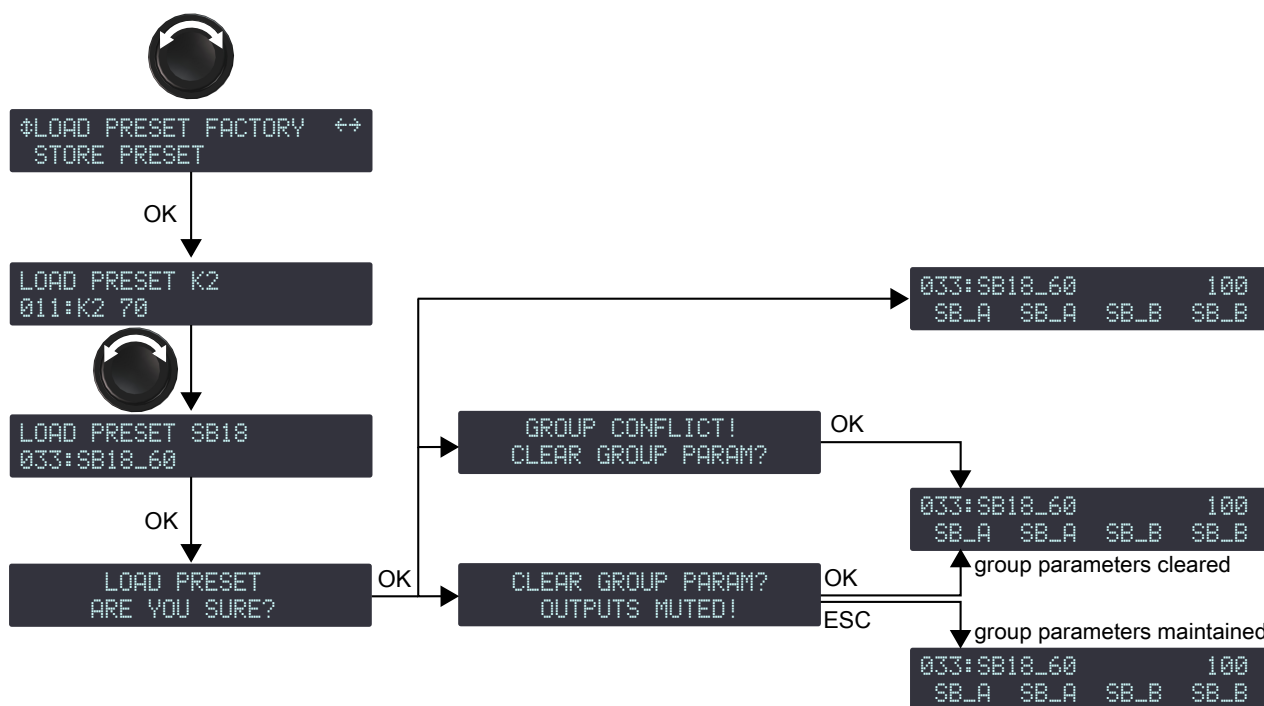 ↕LOAD PRESET FACTORY ↔
STORE PRESET
OK
LOAD PRESET K2
011:K2 70
LOAD PRESET SB18
033:SB18_60
OK
LOAD PRESET
ARE YOU SURE?
OK
033:SB18_60 100
SB_A SB_A SB_B SB_B
GROUP CONFLICT!
CLEAR GROUP PARAM?
OK
033:SB18_60 100
SB_A SB_A SB_B SB_B
group parameters cleared
CLEAR GROUP PARAM?
OUTPUTS MUTED!
OK
ESC
group parameters maintained
033:SB18_60 100
SB_A SB_A SB_B SB_B